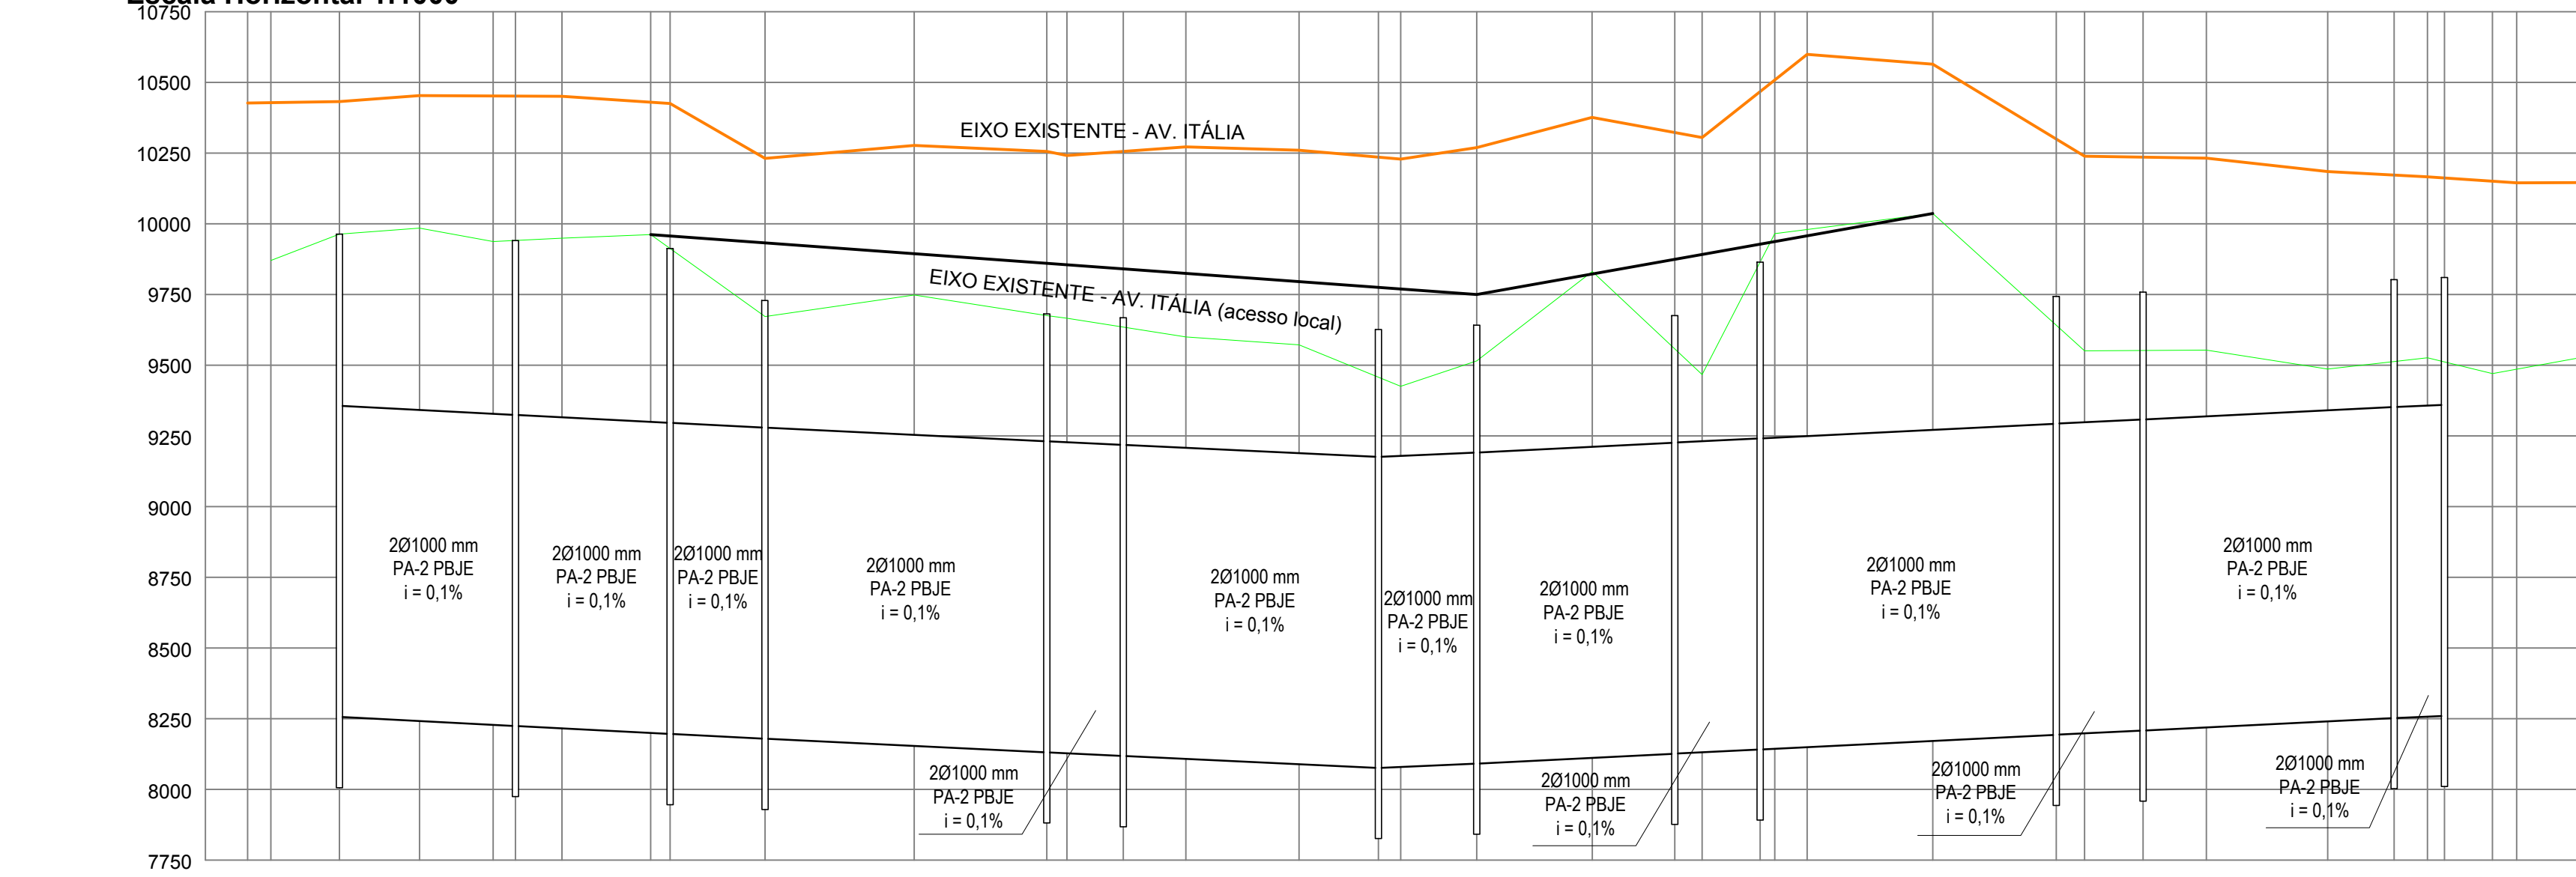 Escala Horizontal 1:1000
10750
10500
10250
10000
9750
9500
9250
9000
8750
8500
8250
8000
7750
EIXO EXISTENTE - AV. ITÁLIA
EIXO EXISTENTE - AV. ITÁLIA (acesso local)
2Ø1000 mm
PA-2 PBJE
i = 0,1%
2Ø1000 mm
PA-2 PBJE
i = 0,1%
2Ø1000 mm
PA-2 PBJE
i = 0,1%
2Ø1000 mm
PA-2 PBJE
i = 0,1%
2Ø1000 mm
PA-2 PBJE
i = 0,1%
2Ø1000 mm
PA-2 PBJE
i = 0,1%
2Ø1000 mm
PA-2 PBJE
i = 0,1%
2Ø1000 mm
PA-2 PBJE
i = 0,1%
2Ø1000 mm
PA-2 PBJE
i = 0,1%
2Ø1000 mm
PA-2 PBJE
i = 0,1%
2Ø1000 mm
PA-2 PBJE
i = 0,1%
2Ø1000 mm
PA-2 PBJE
i = 0,1%
2Ø1000 mm
PA-2 PBJE
i = 0,1%